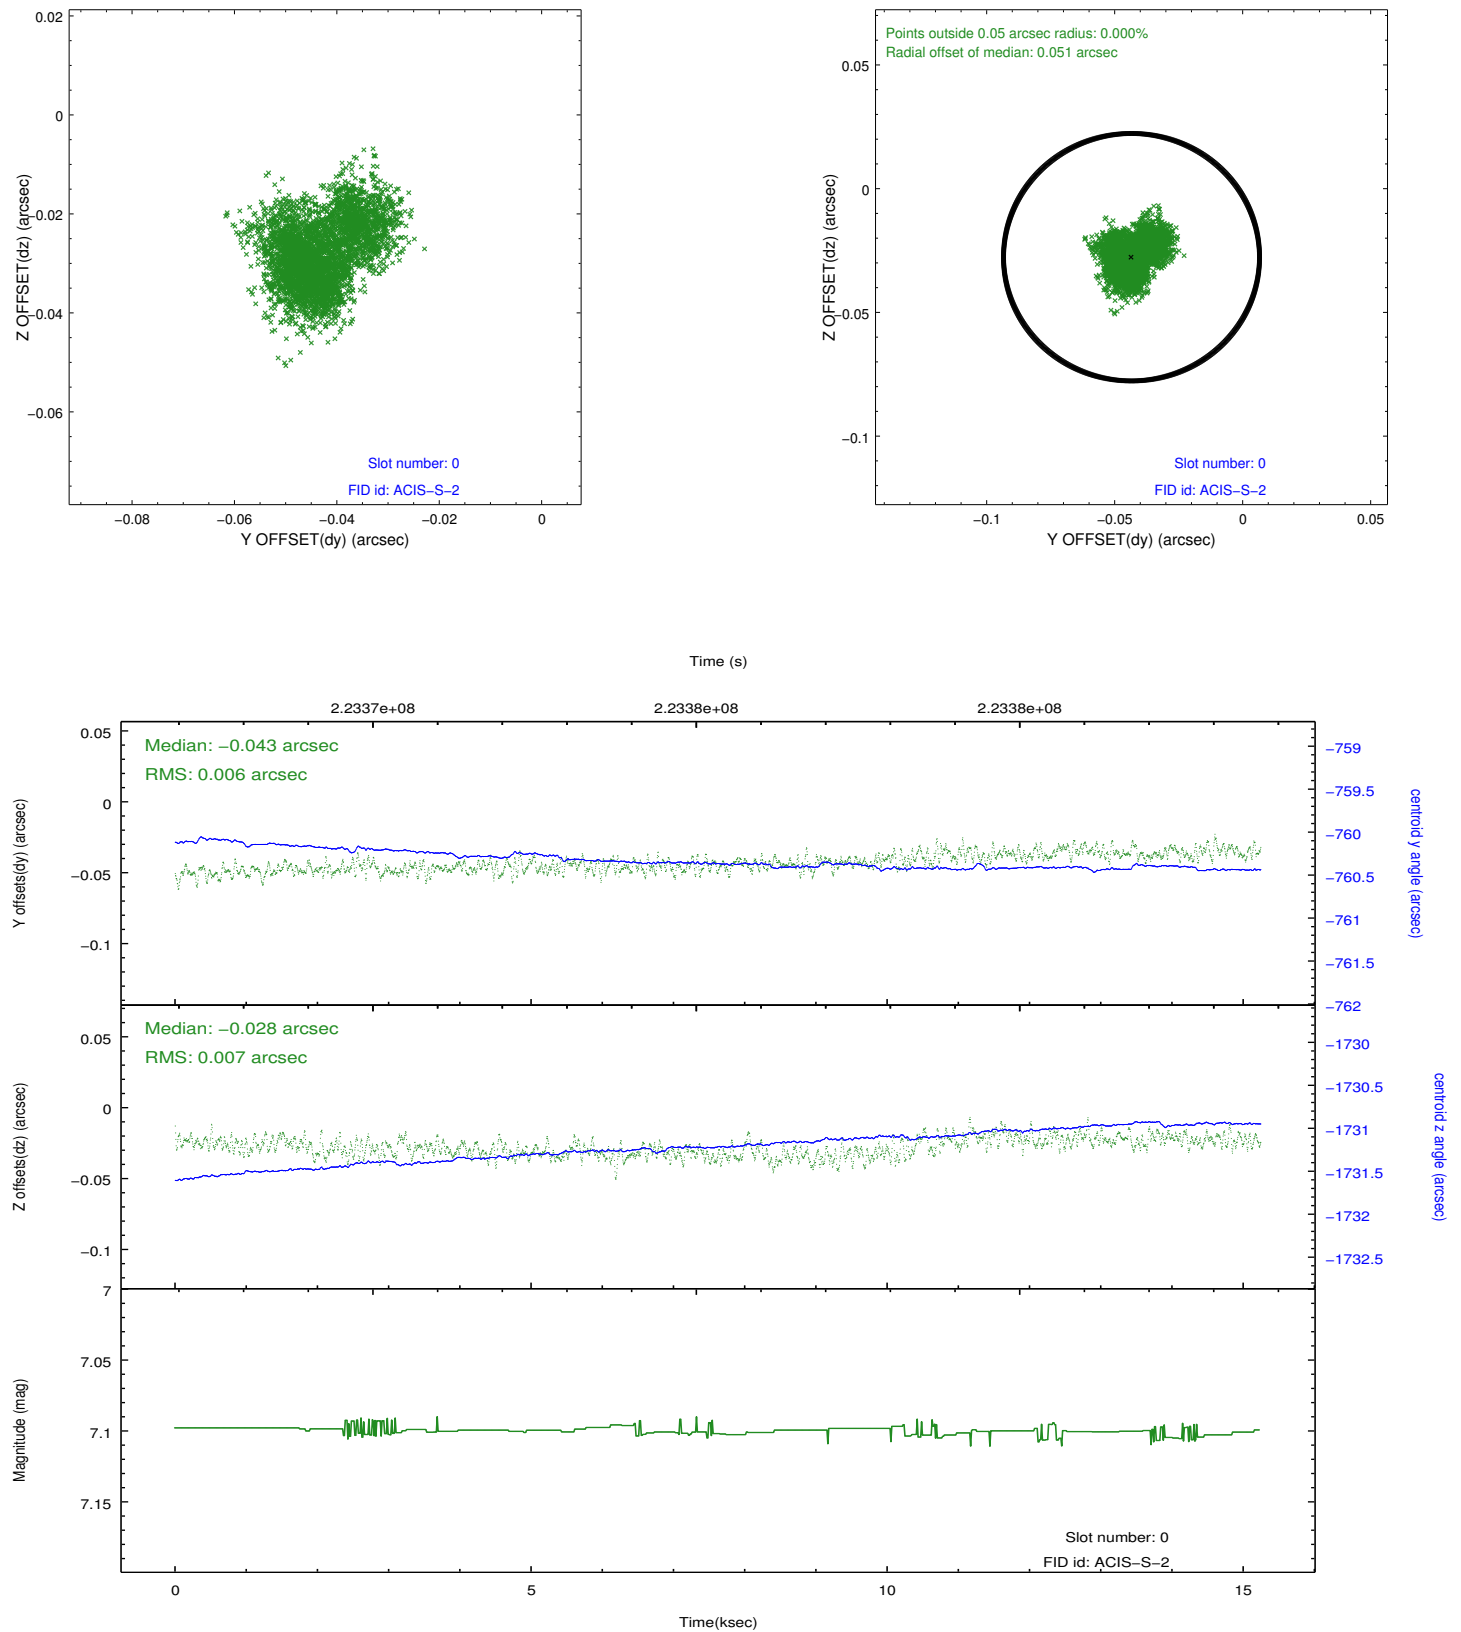 0.02
0
−0.02
−0.04
−0.06
Z OFFSET(dz) (arcsec)
Slot number: 0
FID id: ACIS−S−2
−0.08
−0.06
−0.04
−0.02
0
Y OFFSET(dy) (arcsec)
Points outside 0.05 arcsec radius: 0.000%
Radial offset of median: 0.051 arcsec
0.05
0
−0.05
−0.1
Z OFFSET(dz) (arcsec)
Slot number: 0
FID id: ACIS−S−2
−0.1
−0.05
0
0.05
Y OFFSET(dy) (arcsec)
Time (s)
2.2337e+08
2.2338e+08
2.2338e+08
Median: −0.043 arcsec
RMS: 0.006 arcsec
0.05
0
−0.05
−0.1
Y offsets(dy) (arcsec)
−759
−759.5
−760
−760.5
−761
−761.5
−762
centroid y angle (arcsec)
Median: −0.028 arcsec
RMS: 0.007 arcsec
0.05
0
−0.05
−0.1
Z offsets(dz) (arcsec)
−1730
−1730.5
−1731
−1731.5
−1732
−1732.5
centroid z angle (arcsec)
7
7.05
7.1
7.15
Magnitude (mag)
Slot number: 0
FID id: ACIS−S−2
0
5
10
15
Time(ksec)